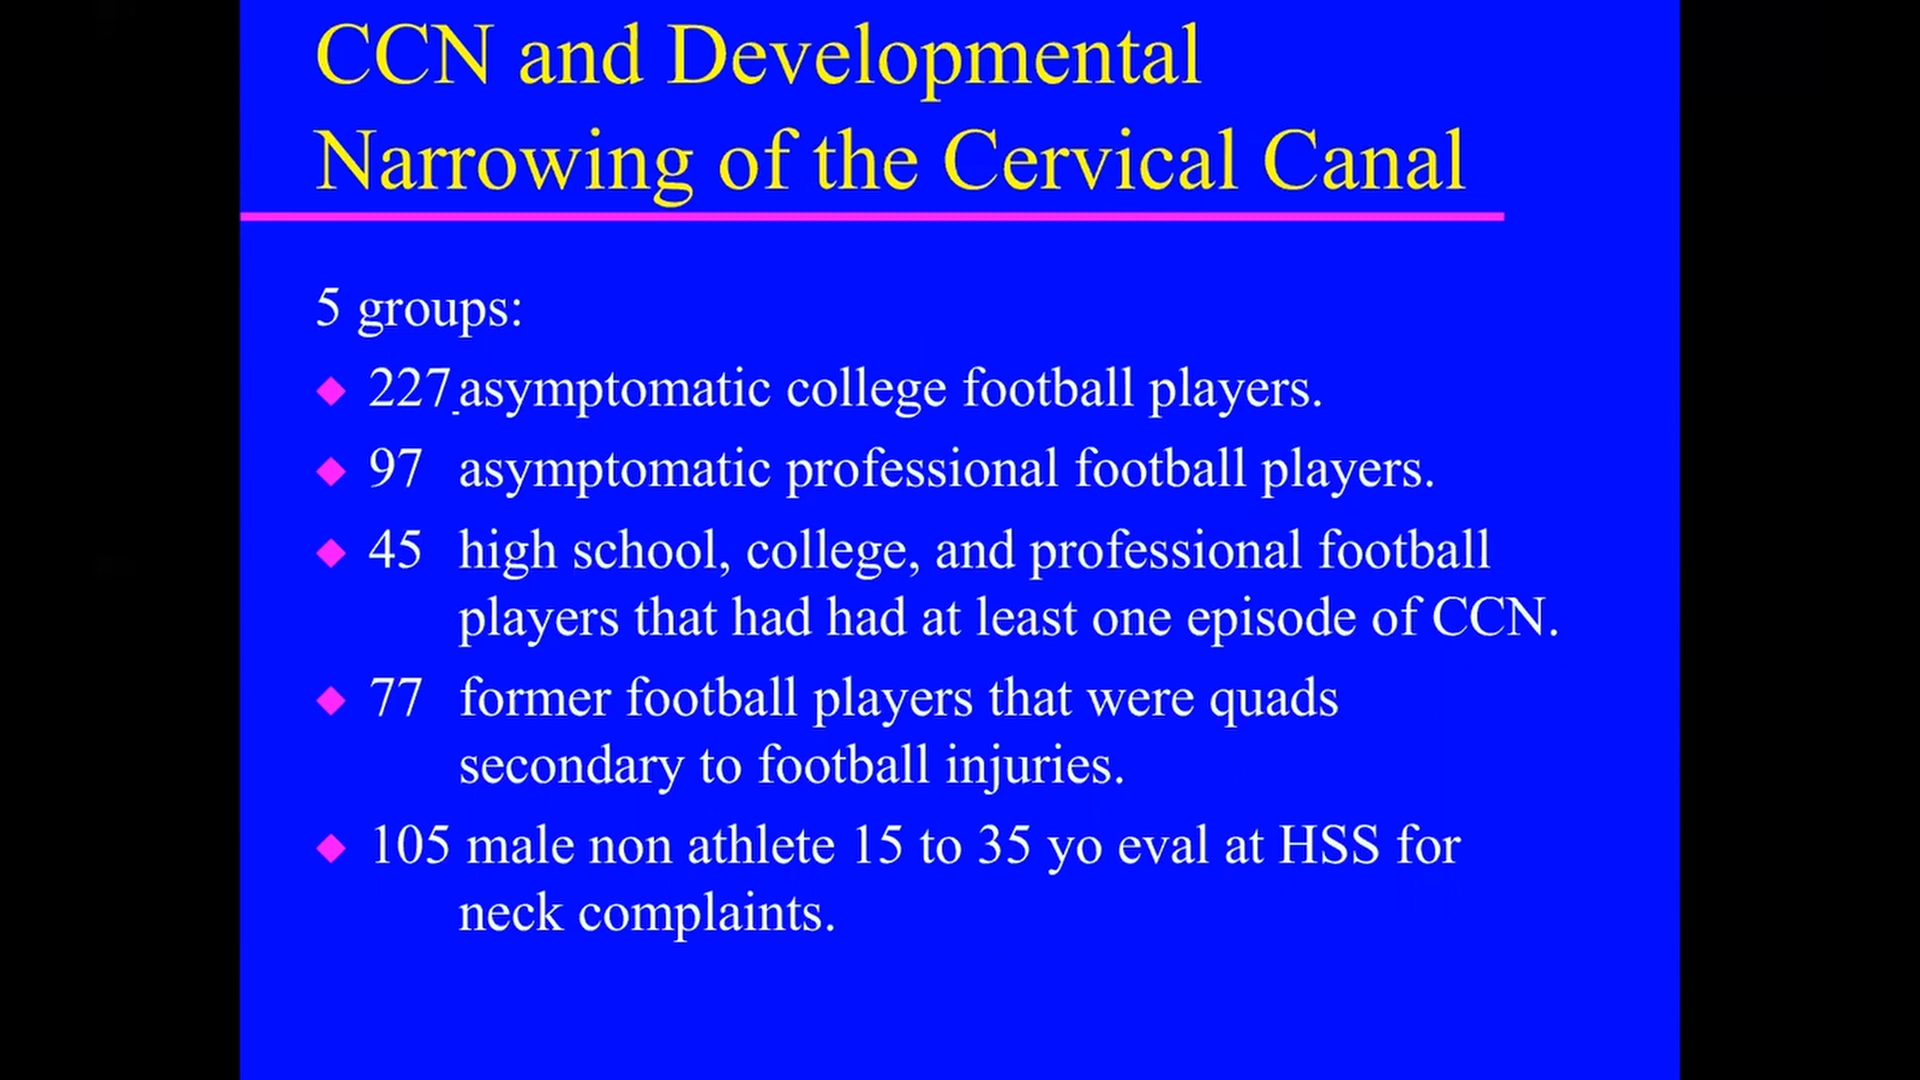 CCN and Developmental
Narrowing of the Cervical Canal
5 groups:
◆ 227 asymptomatic college football players.
◆ 97 asymptomatic professional football players.
◆ 45 high school, college, and professional football
players that had had at least one episode of CCN.
◆ 77 former football players that were quads
secondary to football injuries.
◆ 105 male non athlete 15 to 35 yo eval at HSS for
neck complaints.